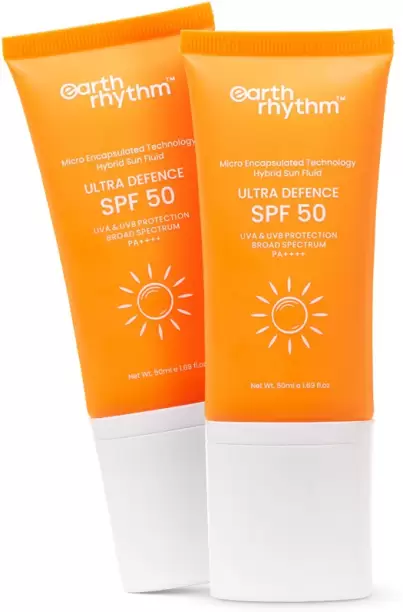 earth
rhythm™
Micro Encapsulated Technology
Hybrid Sun Fluid
ULTRA DEFENCE
SPF 50
UVA & UVB PROTECTION
BROAD SPECTRUM
PA++++
Net Wt. 50ml e 1.69 fl.oz
earth
rhythm™
Micro Encapsulated Technology
Hybrid Sun Fluid
ULTRA DEFENCE
SPF 50
UVA & UVB PROTECTION
BROAD SPECTRUM
PA++++
Net Wt. 50ml e 1.69 fl.oz